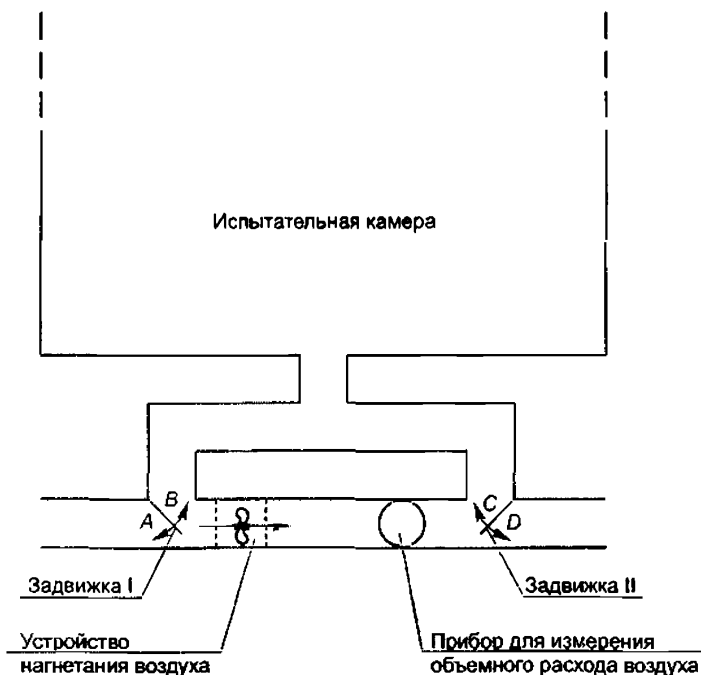 Испытательная камера
A
B
C
D
Задвижка I
Задвижка II
Устройство
нагнетания воздуха
Прибор для измерения
объемного расхода воздуха